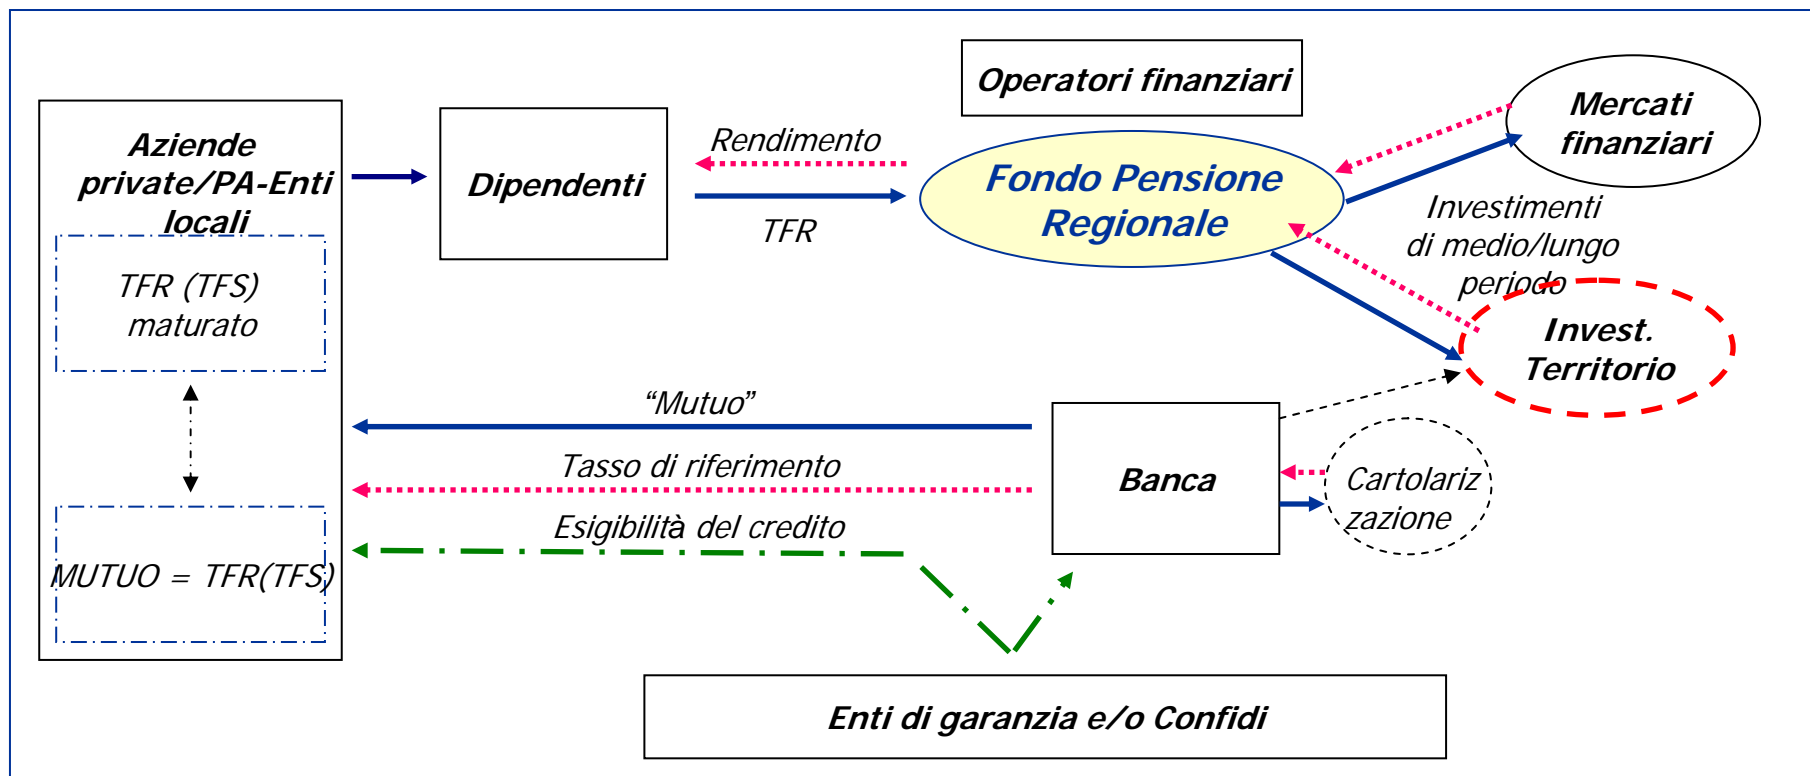 Operatori finanziari
Mercati
finanziari
Aziende
private/PA-Enti
locali
Dipendenti
Rendimento
TFR
Fondo Pensione
Regionale
Investimenti
di medio/lungo
periodo
Invest.
Territorio
TFR (TFS)
maturato
“Mutuo”
Tasso di riferimento
Esigibilità del credito
Banca
Cartolariz
zazione
MUTUO = TFR(TFS)
Enti di garanzia e/o Confidi